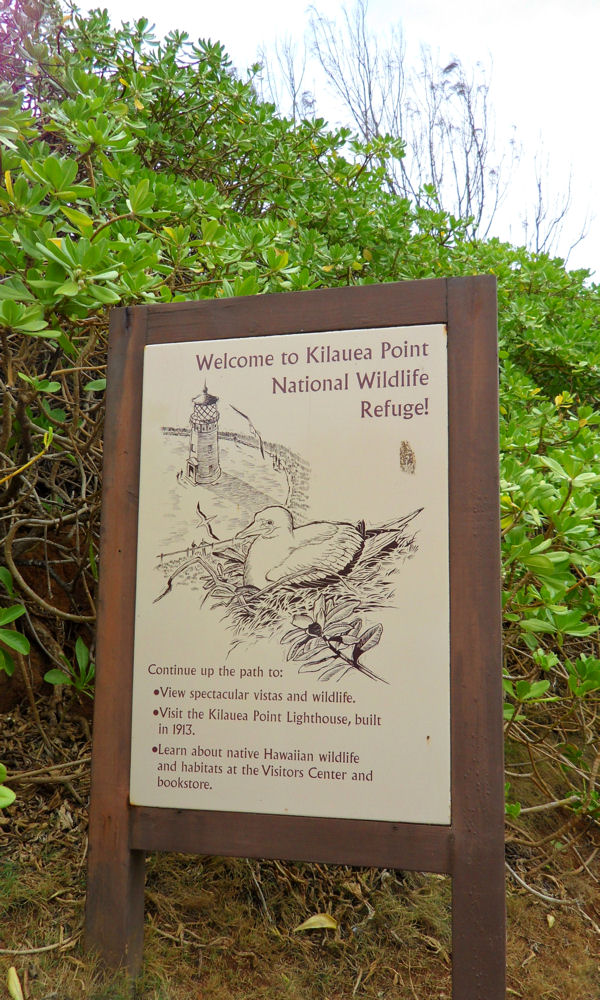 Welcome to Kilauea Point
National Wildlife
Refuge!
Continue up the path to:
•View spectacular vistas and wildlife.
•Visit the Kilauea Point Lighthouse, built
in 1913.
•Learn about native Hawaiian wildlife
and habitats at the Visitors Center and
bookstore.